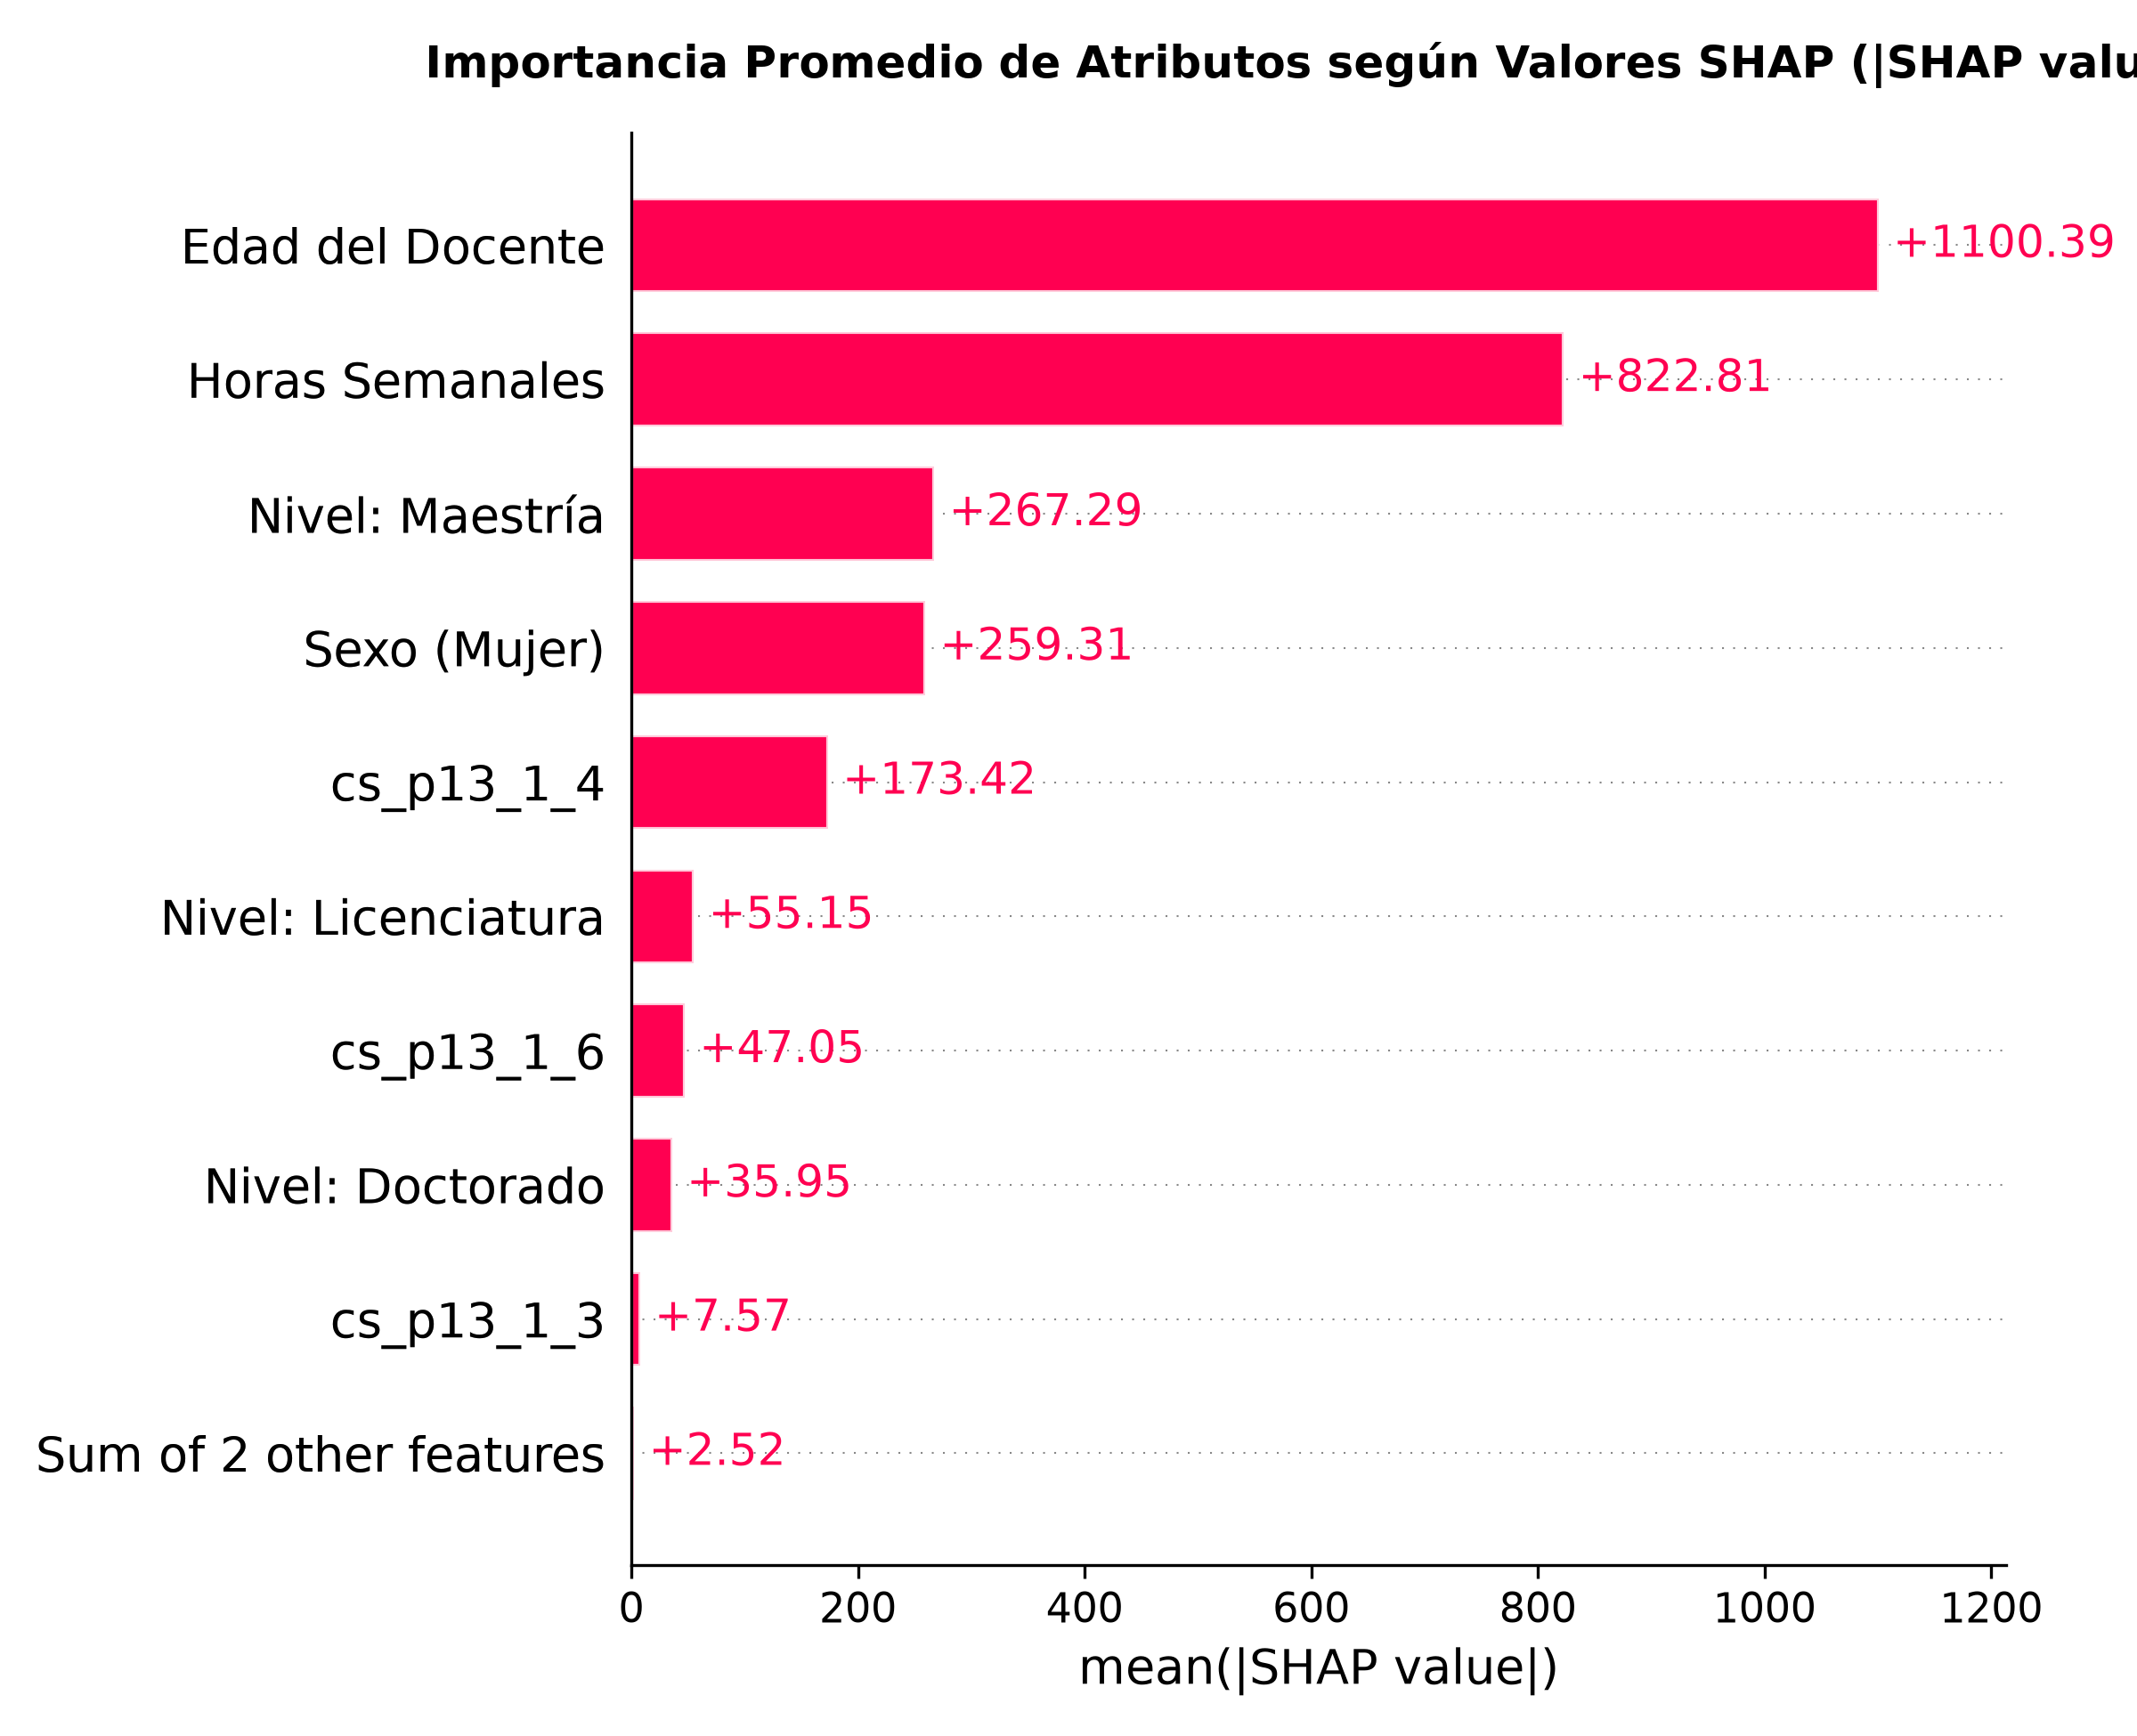 Importancia Promedio de Atributos según Valores SHAP (|SHAP valu
Edad del Docente +1100.39
Horas Semanales +822.81
Nivel: Maestría +267.29
Sexo (Mujer) +259.31
cs_p13_1_4 +173.42
Nivel: Licenciatura +55.15
cs_p13_1_6 +47.05
Nivel: Doctorado +35.95
cs_p13_1_3 +7.57
Sum of 2 other features +2.52
0 200 400 600 800 1000 1200
mean(|SHAP value|)